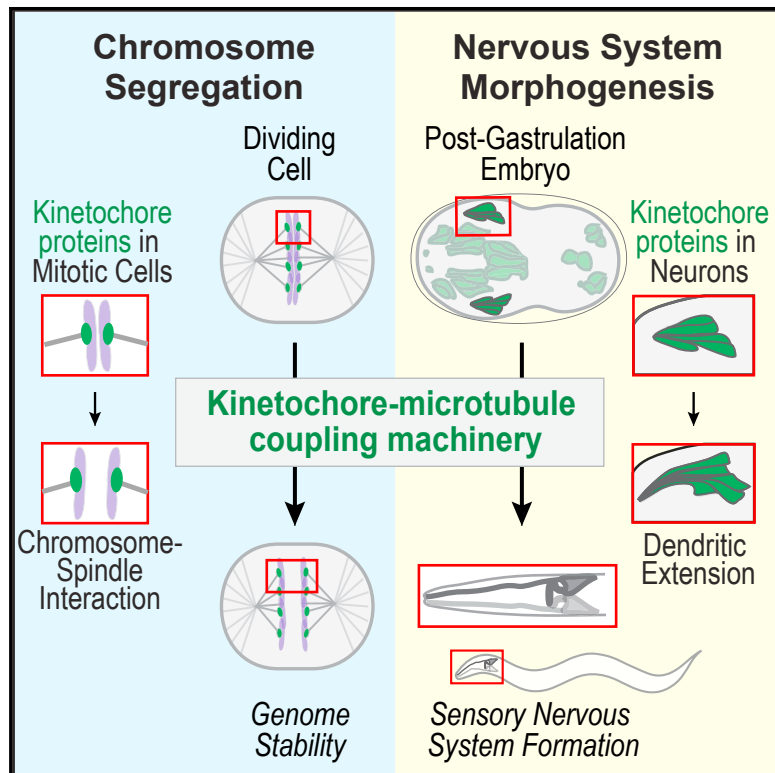 Chromosome
Segregation
Dividing
Cell
Kinetochore
proteins in
Mitotic Cells
Chromosome-
Spindle
Interaction
Genome
Stability
Kinetochore-microtubule
coupling machinery
Nervous System
Morphogenesis
Post-Gastrulation
Embryo
Kinetochore
proteins in
Neurons
Dendritic
Extension
Sensory Nervous
System Formation